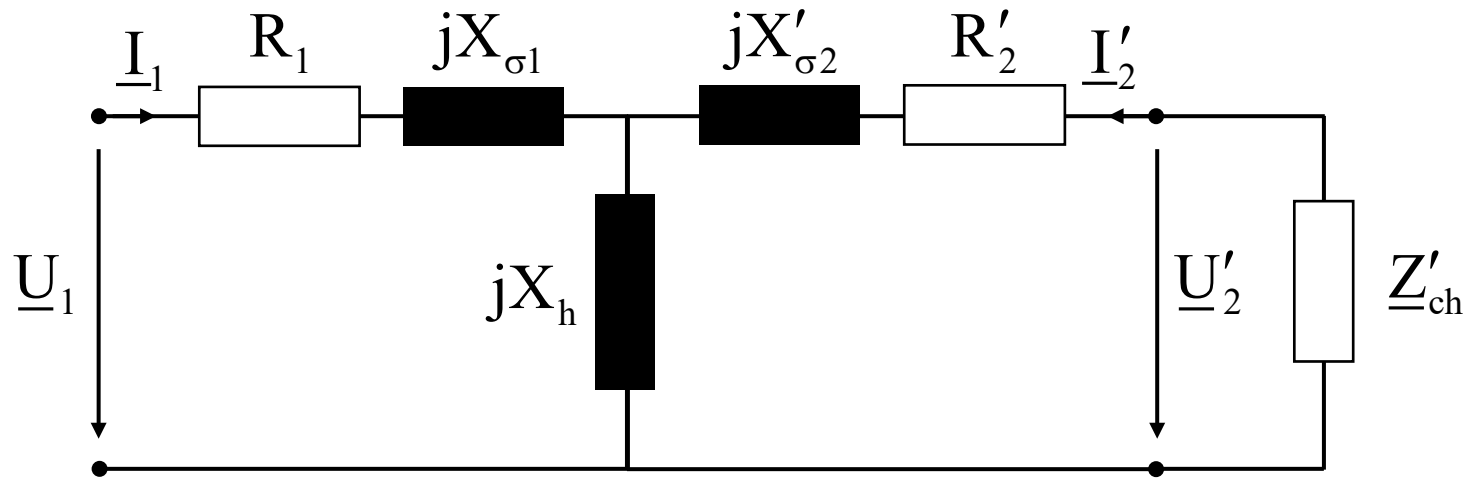 I̲₁ R₁ jXσ₁ jX′σ₂ R′₂ I̲′₂
U̲₁ jXₕ U̲′₂ Z̲′ch